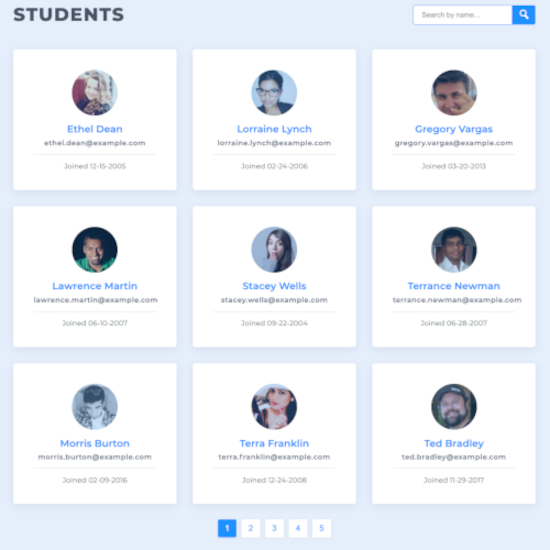 STUDENTS
Search by name...
Ethel Dean
ethel.dean@example.com
Joined 12-15-2005
Lorraine Lynch
lorraine.lynch@example.com
Joined 02-24-2006
Gregory Vargas
gregory.vargas@example.com
Joined 03-20-2013
Lawrence Martin
lawrence.martin@example.com
Joined 06-10-2007
Stacey Wells
stacey.wells@example.com
Joined 09-22-2004
Terrance Newman
terrance.newman@example.com
Joined 06-28-2007
Morris Burton
morris.burton@example.com
Joined 02-09-2016
Terra Franklin
terra.franklin@example.com
Joined 12-24-2008
Ted Bradley
ted.bradley@example.com
Joined 11-29-2017
1 2 3 4 5